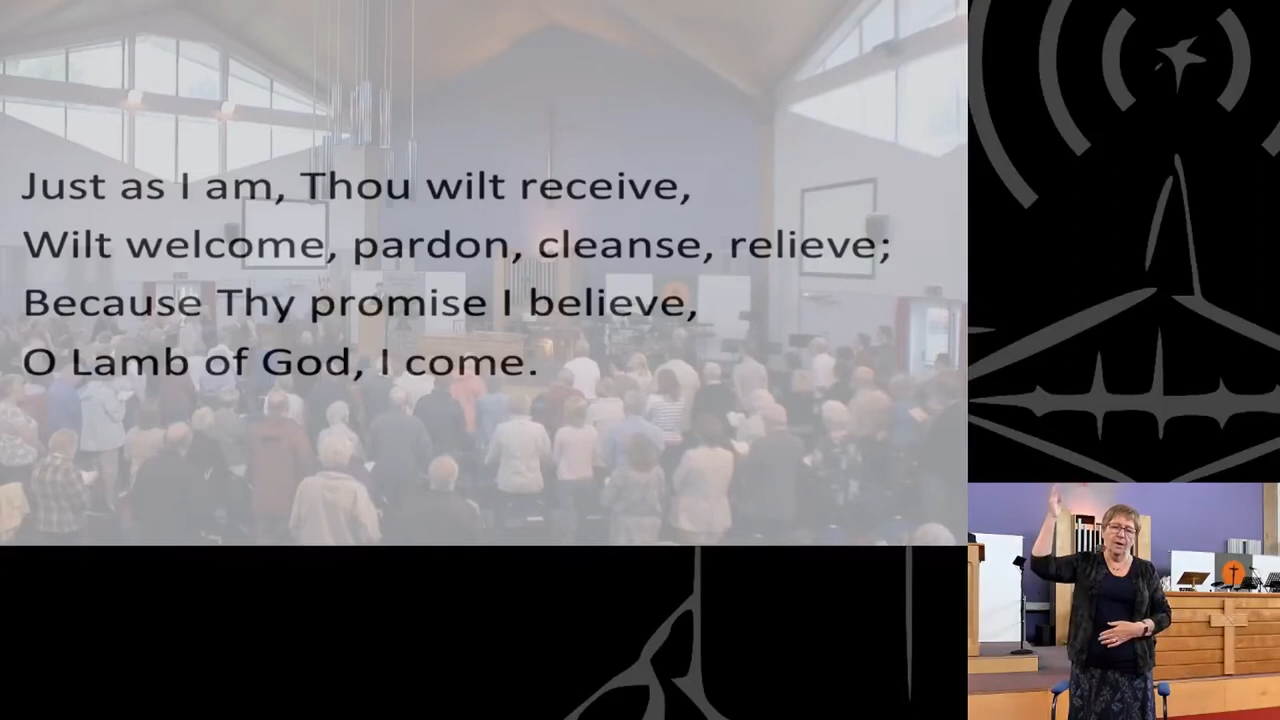 Just as I am, Thou wilt receive,
Wilt welcome, pardon, cleanse, relieve;
Because Thy promise I believe,
O Lamb of God, I come.